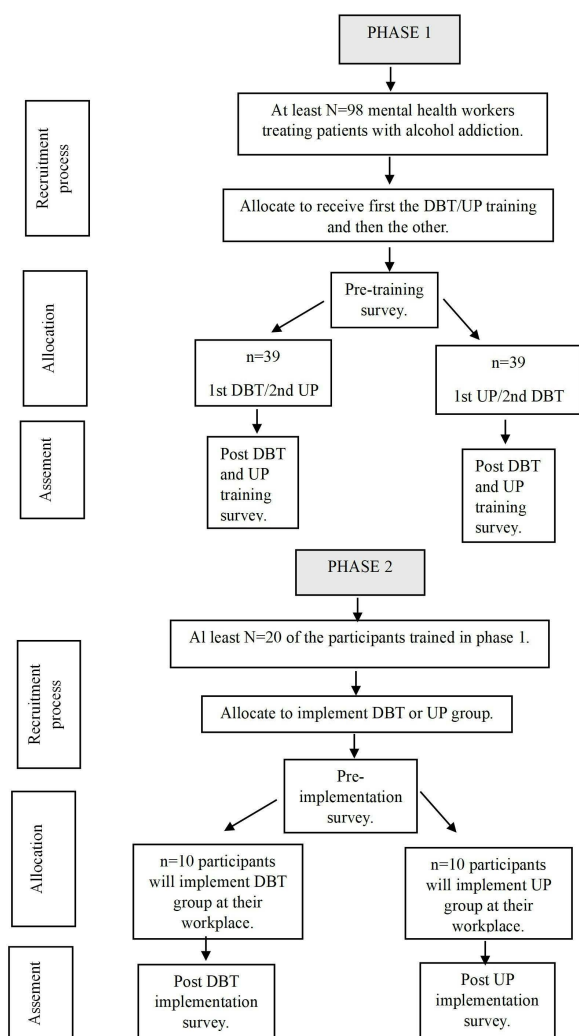 PHASE 1
Recruitment
process
At least N=98 mental health workers
treating patients with alcohol addiction.
Allocate to receive first the DBT/UP training
and then the other.
Allocation
Pre-training
survey.
n=39
1st DBT/2nd UP
n=39
1st UP/2nd DBT
Assement
Post DBT
and UP
training
survey.
Post DBT
and UP
training
survey.
PHASE 2
Recruitment
process
Al least N=20 of the participants trained in phase 1.
Allocate to implement DBT or UP group.
Pre-
implementation
survey.
Allocation
n=10 participants
will implement DBT
group at their
workplace.
n=10 participants
will implement UP
group at their
workplace.
Assement
Post DBT
implementation
survey.
Post UP
implementation
survey.